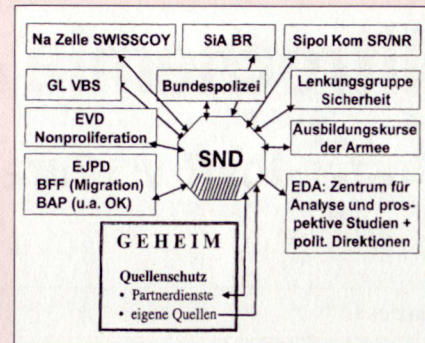 Na Zelle SWISSCOY
SiA BR
Sipol Kom SR/NR
GL VBS
Bundespolizei
Lenkungsgruppe
Sicherheit
EVD
Nonproliferation
SND
Ausbildungskurse
der Armee
EJPD
BFF (Migration)
BAP (u.a. OK)
EDA: Zentrum für
Analyse und pros-
pektive Studien +
polit. Direktionen
GEHEIM
Quellenschutz
• Partnerdienste
• eigene Quellen